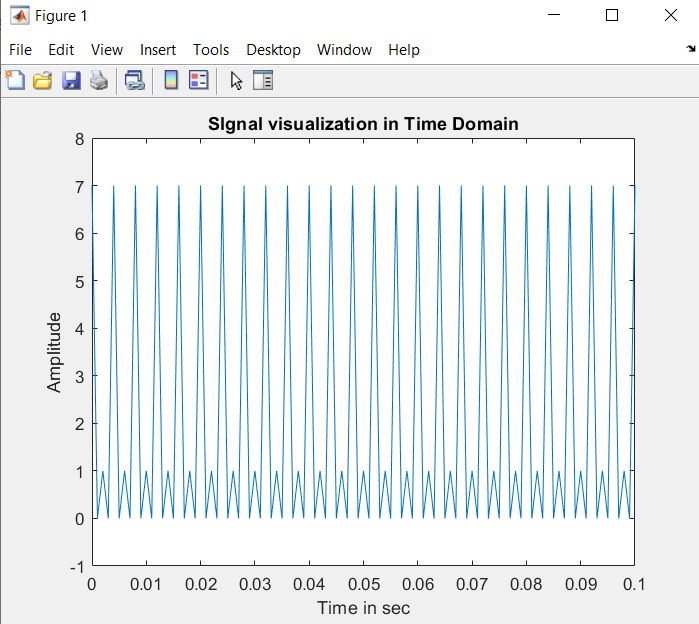 Figure 1
File Edit View Insert Tools Desktop Window Help
SIgnal visualization in Time Domain
8
7
6
5
4
3
2
1
0
-1
Amplitude
0 0.01 0.02 0.03 0.04 0.05 0.06 0.07 0.08 0.09 0.1
Time in sec